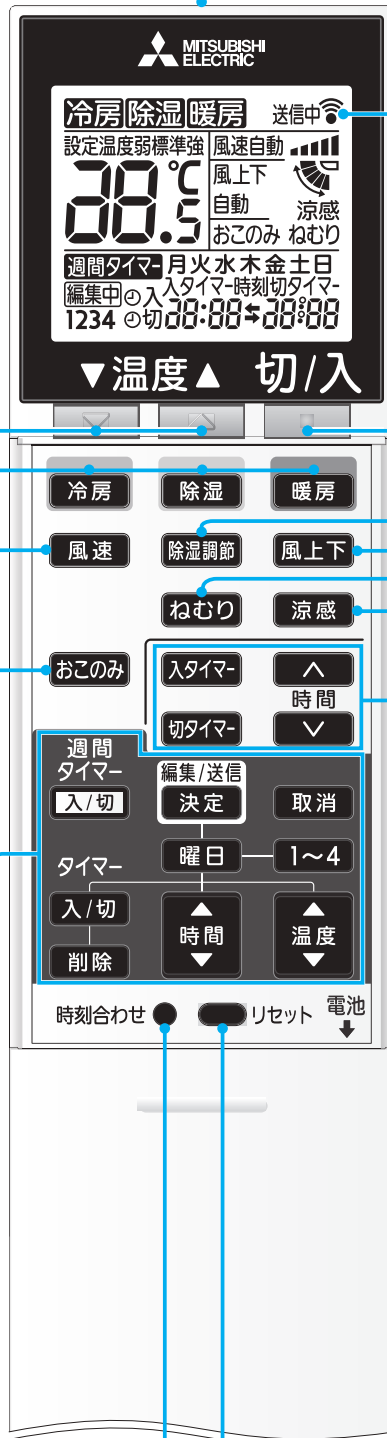 MITSUBISHI
ELECTRIC
冷房 除湿 暖房 送信中
設定温度弱標準強 風速自動
88.5℃ 風上下
自動 涼感
おこのみ ねむり
週間タイマー 月火水木金土日
編集中 入 入タイマー時刻切タイマー
1234 切 88:88 ⇆ 88:88
▼温度▲ 切/入
冷房 除湿 暖房
風速 除湿調節 風上下
ねむり 涼感
おこのみ 入タイマー ∧
時間
切タイマー ∨
週間
タイマー 編集/送信
入/切 決定 取消
曜日 1〜4
タイマー
入/切 ▲ ▲
時間 温度
削除 ▼ ▼
時刻合わせ リセット 電池